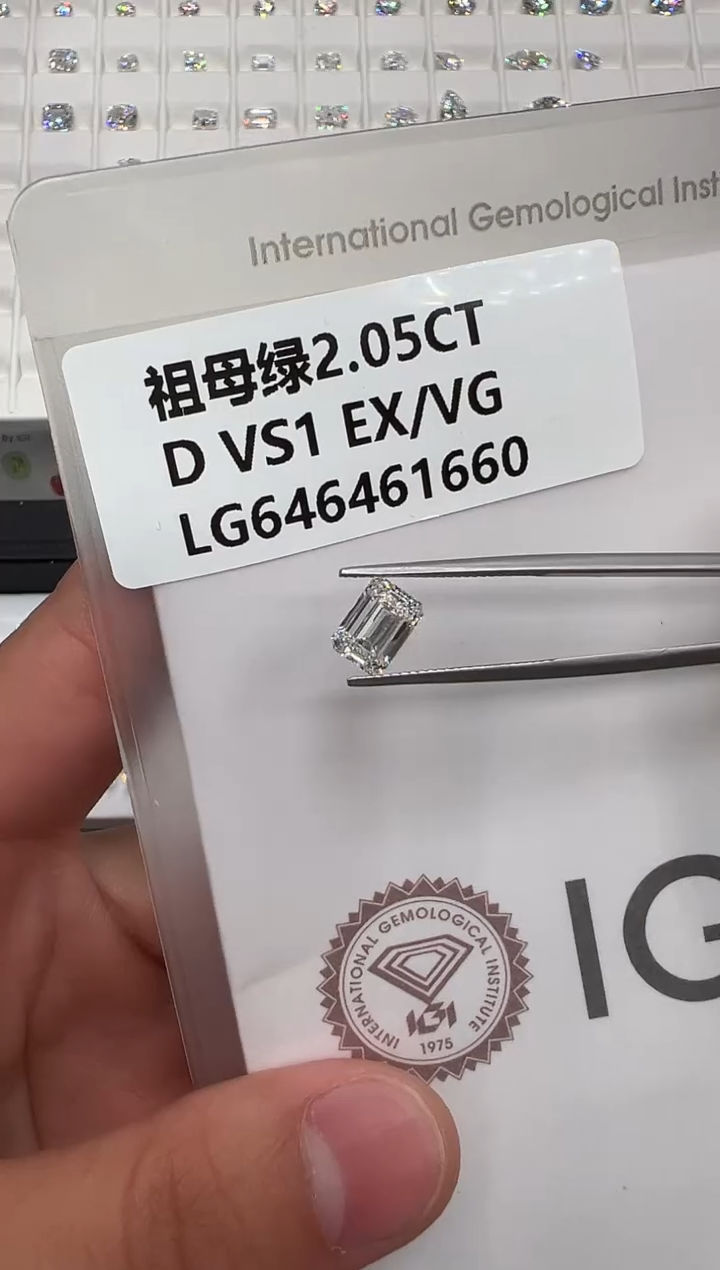 International Gemological Inst
祖母绿2.05CT
D VS1 EX/VG
LG646461660
INTERNATIONAL GEMOLOGICAL INSTITUTE
IGI
1975
IG